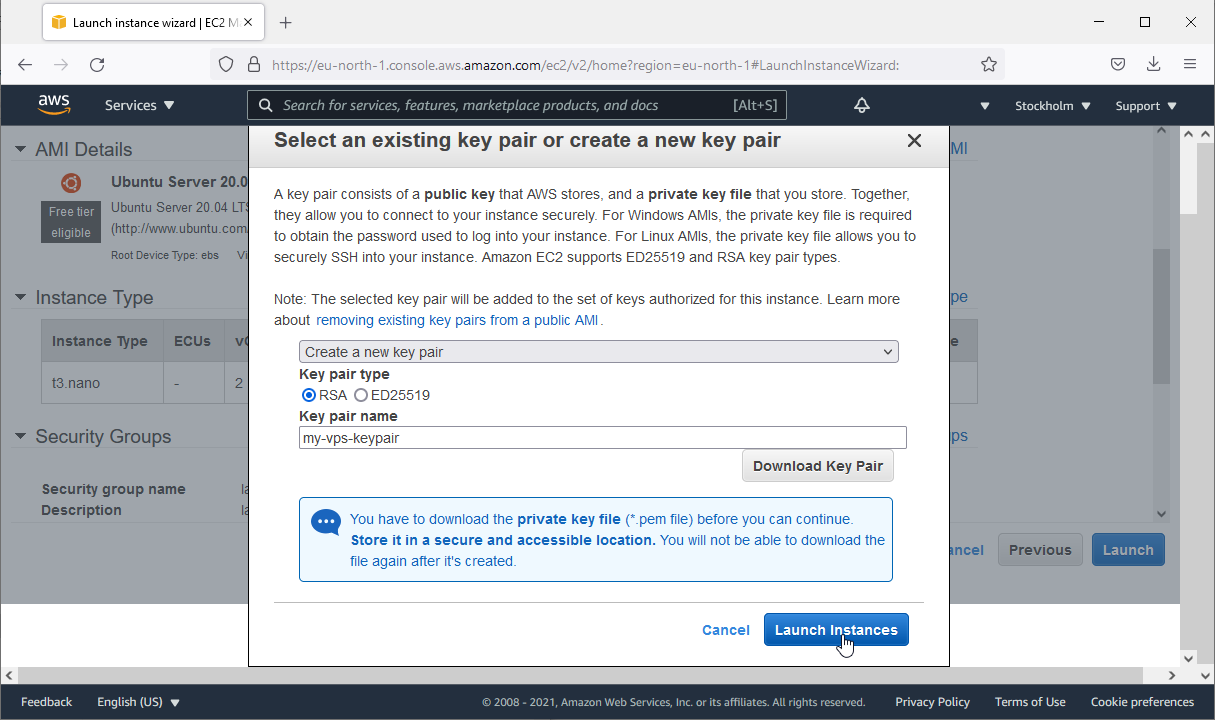 Launch instance wizard | EC2 M
https://eu-north-1.console.aws.amazon.com/ec2/v2/home?region=eu-north-1#LaunchInstanceWizard:
aws Services Search for services, features, marketplace products, and docs [Alt+S] Stockholm Support
Select an existing key pair or create a new key pair
AMI Details
MI
A key pair consists of a public key that AWS stores, and a private key file that you store. Together,
they allow you to connect to your instance securely. For Windows AMIs, the private key file is required
to obtain the password used to log into your instance. For Linux AMIs, the private key file allows you to
securely SSH into your instance. Amazon EC2 supports ED25519 and RSA key pair types.
Note: The selected key pair will be added to the set of keys authorized for this instance. Learn more
about removing existing key pairs from a public AMI .
Create a new key pair
Key pair type
RSA ED25519
Key pair name
my-vps-keypair
Download Key Pair
You have to download the private key file (*.pem file) before you can continue.
Store it in a secure and accessible location. You will not be able to download the
file again after it's created.
Cancel Launch Instances
Ubuntu Server 20.0
Free tier
eligible
Ubuntu Server 20.04 LTS
(http://www.ubuntu.com/
Root Device Type: ebs Vi
Instance Type
pe
Instance Type ECUs vC e
t3.nano - 2
Security Groups
ps
Security group name la
Description la
ancel Previous Launch
Feedback English (US) © 2008 - 2021, Amazon Web Services, Inc. or its affiliates. All rights reserved. Privacy Policy Terms of Use Cookie preferences